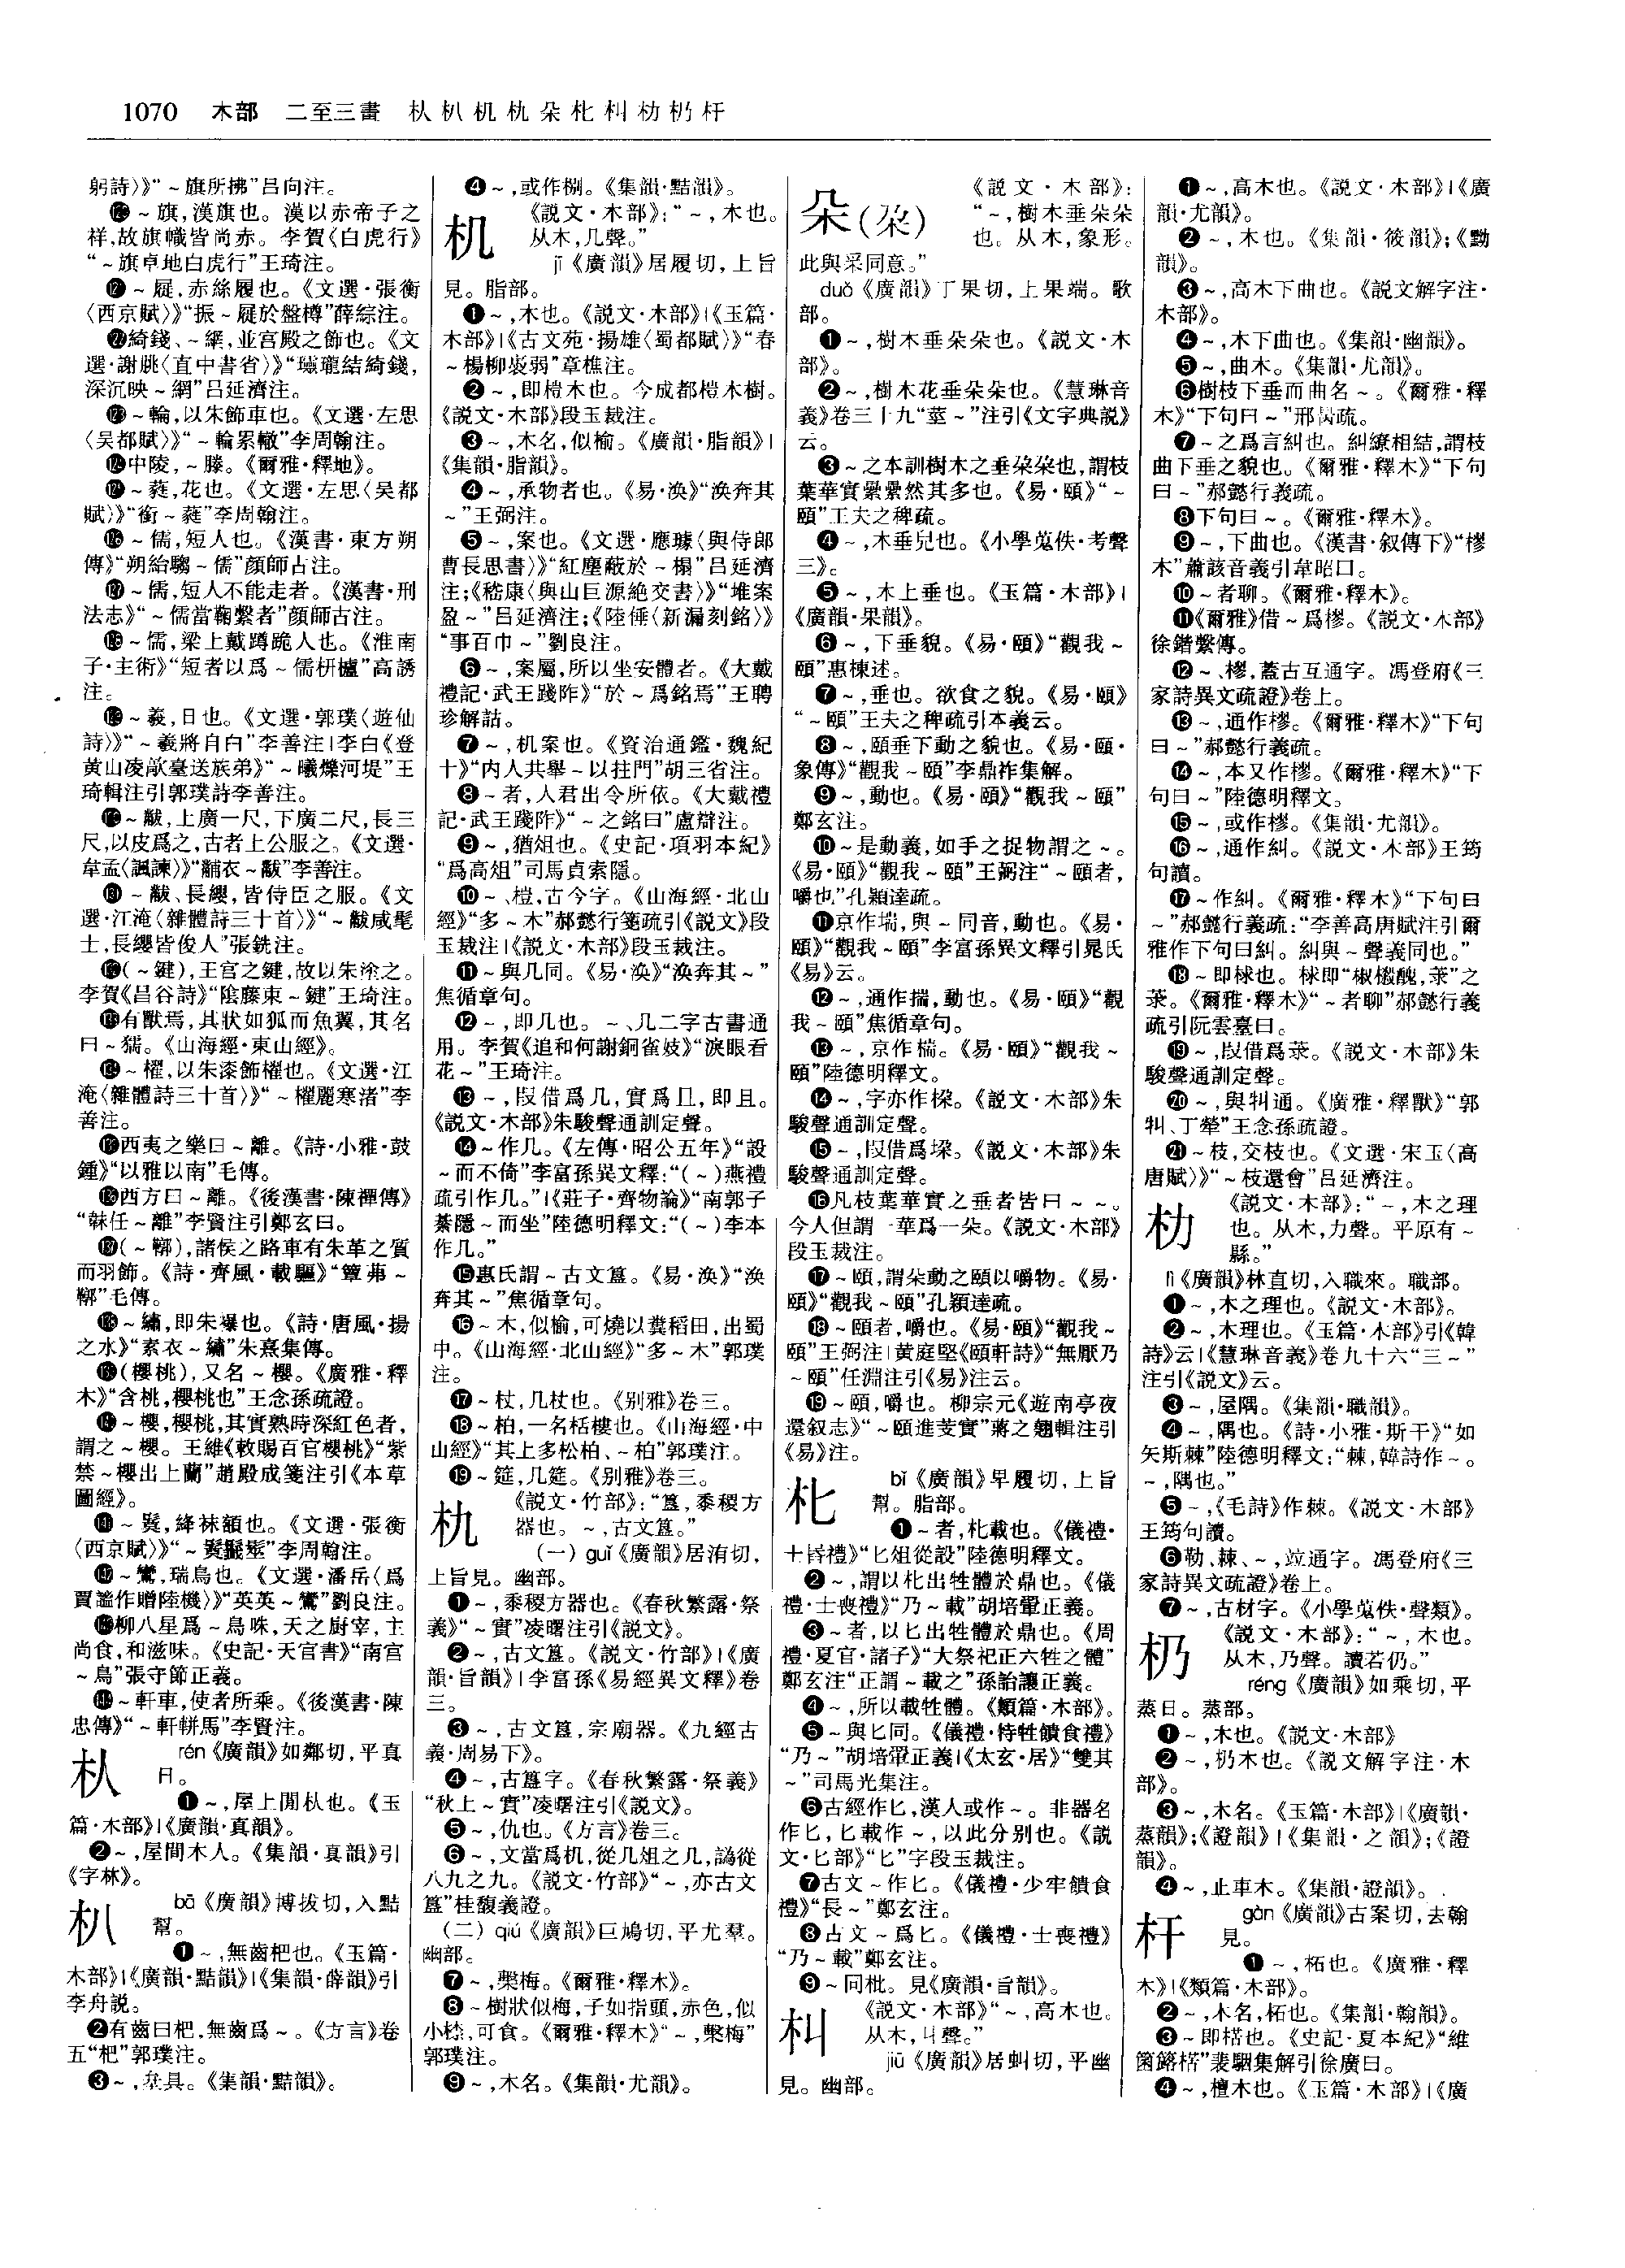 1070 木部 二至三畫 朲朳机朹朵朼朻朸杒杆
躬詩〉》“～旗所拂”呂向注。
～旗,漢旗也。漢以赤帝子之
祥,故旗幟皆尚赤。李賀〈白虎行》
“～旗卓地白虎行”王琦注。
～屣,赤絲履也。《文選·張衡
〈西京賦〉》“振～屣於盤樽”薛綜注。
綺錢、～網,並宮殿之飾也。《文
選·謝朓〈直中書省〉》“瓏結綺錢,
深沉映～網”吕延濟注。
～輪,以朱飾車也。《文選·左思
〈吴都賦〉》“～輪累轍”李周翰注。
中陵,～滕。《爾雅·釋地》。
～蕤,花也。《文選·左思〈吴都
賦〉》“銜～蕤”李周翰注。
～儒,短人也。《漢書·東方朔
傳》“朔紿騶～儒”顔師古注。
～儒,短人不能走者。《漢書·刑
法志》“～儒當鞠繫者”顔師古注。
～儒,梁上戴蹲跪人也。《淮南
子·主術》“短者以爲～儒枅櫨”高誘
注。
～羲,日也。《文選·郭璞〈遊仙
詩〉》“～羲將自白”李善注|李白《登
黄山凌歊臺送族弟》“～曦爍河堤”王
琦輯注引郭璞詩李善注。
～黻,上廣一尺,下廣二尺,長三
尺,以皮爲之,古者上公服之。《文選·
韋孟〈諷諫〉》“黼衣～黻”李善注。
～黻、長纓,皆侍臣之服。《文
選·江淹〈雜體詩三十首〉》“～黻咸髦
士,長纓皆俊人”張銑注。
(～鍵),王宫之鍵,故以朱塗之。
李賀《昌谷詩》“陰藤束～鍵”王琦注。
有獸焉,其狀如狐而魚翼,其名
曰～獳。《山海經·東山經》。
～櫂,以朱漆飾櫂也。《文選·江
淹〈雜體詩三十首〉》“～櫂麗寒渚”李
善注。
西夷之樂曰～離。《詩·小雅·鼓
鍾》“以雅以南”毛傳。
西方曰～離。《後漢書·陳禪傳》
“韎任～離”李賢注引鄭玄曰。
(～鞹),諸侯之路車有朱革之質
而羽飾。《詩·齊風·載驅》“簟茀～
鞹”毛傳。
～繡,即朱襮也。《詩·唐風·揚
之水》“素衣～繡”朱熹集傳。
(櫻桃),又名～櫻。《廣雅·釋
木》“含桃,櫻桃也”王念孫疏證。
～櫻,櫻桃,其實熟時深紅色者,
謂之～櫻。王維《敕賜百官櫻桃》“紫
禁～櫻出上蘭”趙殿成箋注引《本草
圖經》。
～鬕,絳袜額也。《文選·張衡
〈西京賦〉》“～鬕”李周翰注。
～鸞,瑞鳥也。《文選·潘岳〈爲
賈謐作贈陸機〉》“英英～鸞”劉良注。
柳八星爲～鳥咮,天之厨宰,主
尚食,和滋味。《史記·天官書》“南宫
～鳥”張守節正義。
～軒車,使者所乘。《後漢書·陳
忠傳》“～軒軿馬”李賢注。
朲 rén《廣韻》如鄰切,平真
日。
❶～,屋上閒朲也。《玉
篇·木部》|《廣韻·真韻》。
❷～,屋間木人。《集韻·真韻》引
《字林》。
朳 bā《廣韻》博拔切,入黠
幫。
❶～,無齒杷也。《玉篇·
木部》|《廣韻·黠韻》|《集韻·薛韻》引
李舟説。
❷有齒曰杷,無齒爲～。《方言》卷
五“杷”郭璞注。
❸～,棊具。《集韻·黠韻》。
❹～,或作捌。《集韻·黠韻》。
机 《説文·木部》:“～,木也。
从木,几聲。”
jī《廣韻》居履切,上旨
見。脂部。
❶～,木也。《説文·木部》|《玉篇·
木部》|《古文苑·揚雄〈蜀都賦〉》“春
～楊柳褭弱”章樵注。
❷～,即榿木也。今成都榿木樹。
《説文·木部》段玉裁注。
❸～,木名,似榆。《廣韻·脂韻》|
《集韻·脂韻》。
❹～,承物者也。《易·渙》“渙奔其
～”王弼注。
❺～,案也。《文選·應璩〈與侍郎
曹長思書〉》“紅塵蔽於～榻”吕延濟
注;《嵇康〈與山巨源絶交書〉》“堆案
盈～”吕延濟注;《陸倕〈新漏刻銘〉》
“事百巾～”劉良注。
❻～,案屬,所以坐安體者。《大戴
禮記·武王踐阼》“於～爲銘焉”王聘
珍解詁。
❼～,机案也。《資治通鑑·魏紀
十》“内人共舉～以拄門”胡三省注。
❽～者,人君出令所依。《大戴禮
記·武王踐阼》“～之銘曰”盧辯注。
❾～,猶俎也。《史記·項羽本紀》
“爲高俎”司馬貞索隱。
❿～、榿,古今字。《山海經·北山
經》“多～木”郝懿行箋疏引《説文》段
玉裁注|《説文·木部》段玉裁注。
⓫～與几同。《易·渙》“渙奔其～”
焦循章句。
⓬～,即几也。～、几二字古書通
用。李賀《追和何謝銅雀妓》“淚眼看
花～”王琦注。
⓭～,叚借爲几,實爲且,即且。
《説文·木部》朱駿聲通訓定聲。
⓮～作几。《左傳·昭公五年》“設
～而不倚”李富孫異文釋:“(～)燕禮
疏引作几。”|《莊子·齊物論》“南郭子
綦隱～而坐”陸德明釋文:“(～)李本
作几。”
⓯惠氏謂～古文簋。《易·渙》“渙
奔其～”焦循章句。
⓰～木,似榆,可燒以糞稻田,出蜀
中。《山海經·北山經》“多～木”郭璞
注。
⓱～杖,几杖也。《别雅》卷三。
⓲～柏,一名栝樓也。《山海經·中
山經》“其上多松柏、～柏”郭璞注。
⓳～筵,几筵。《别雅》卷三。
朹 《説文·竹部》:“簋,黍稷方
器也。～,古文簋。”
(一) guǐ《廣韻》居洧切,
上旨見。幽部。
❶～,黍稷方器也。《春秋繁露·祭
義》“～實”凌曙注引《説文》。
❷～,古文簋。《説文·竹部》|《廣
韻·旨韻》|李富孫《易經異文釋》卷
三。
❸～,古文簋,宗廟器。《九經古
義·周易下》。
❹～,古簋字。《春秋繁露·祭義》
“秋上～實”凌曙注引《説文》。
❺～,仇也。《方言》卷三。
❻～,文當爲机,從几俎之几,譌從
八九之九。《説文·竹部》“～,亦古文
簋”桂馥義證。
(二) qiú《廣韻》巨鳩切,平尤羣。
幽部。
❼～,檕梅。《爾雅·釋木》。
❽～樹狀似梅,子如指頭,赤色,似
小柰,可食。《爾雅·釋木》“～,檕梅”
郭璞注。
❾～,木名。《集韻·尤韻》。
朵(朶) 《説文·木部》:
“～,樹木垂朵朵
也。从木,象形。
此與采同意。”
duǒ《廣韻》丁果切,上果端。歌
部。
❶～,樹木垂朵朵也。《説文·木
部》。
❷～,樹木花垂朵朵也。《慧琳音
義》卷三十九“莖～”注引《文字典説》
云。
❸～之本訓樹木之垂朵朵也,謂枝
葉華實纍纍然其多也。《易·頤》“～
頤”王夫之稗疏。
❹～,木垂皃也。《小學蒐佚·考聲
三》。
❺～,木上垂也。《玉篇·木部》|
《廣韻·果韻》。
❻～,下垂貌。《易·頤》“觀我～
頤”惠棟述。
❼～,垂也。欲食之貌。《易·頤》
“～頤”王夫之稗疏引本義云。
❽～,頤垂下動之貌也。《易·頤·
象傳》“觀我～頤”李鼎祚集解。
❾～,動也。《易·頤》“觀我～頤”
鄭玄注。
❿～是動義,如手之捉物謂之～。
《易·頤》“觀我～頤”王弼注“～頤者,
嚼也”孔穎達疏。
⓫京作揣,與～同音,動也。《易·
頤》“觀我～頤”李富孫異文釋引晁氏
《易》云。
⓬～,通作揣,動也。《易·頤》“觀
我～頤”焦循章句。
⓭～,京作椯。《易·頤》“觀我～
頤”陸德明釋文。
⓮～,字亦作椺。《説文·木部》朱
駿聲通訓定聲。
⓯～,叚借爲垜。《説文·木部》朱
駿聲通訓定聲。
⓰凡枝葉華實之垂者皆曰～～。
今人但謂一華爲一朵。《説文·木部》
段玉裁注。
⓱～頤,謂朵動之頤以嚼物。《易·
頤》“觀我～頤”孔穎達疏。
⓲～頤者,嚼也。《易·頤》“觀我～
頤”王弼注|黄庭堅《頤軒詩》“無厭乃
～頤”任淵注引《易》注云。
⓳～頤,嚼也。柳宗元《遊南亭夜
還叙志》“～頤進芰實”蔣之翹輯注引
《易》注。
朼 bǐ《廣韻》卑履切,上旨
幫。脂部。
❶～者,朼載也。《儀禮·
士昏禮》“匕俎從設”陸德明釋文。
❷～,謂以朼出牲體於鼎也。《儀
禮·士喪禮》“乃～載”胡培翬正義。
❸～者,以匕出牲體於鼎也。《周
禮·夏官·諸子》“大祭祀正六牲之體”
鄭玄注“正謂～載之”孫詒讓正義。
❹～,所以載牲體。《類篇·木部》。
❺～與匕同。《儀禮·特牲饋食禮》
“乃～”胡培翬正義|《太玄·居》“雙其
～”司馬光集注。
❻古經作匕,漢人或作～。非器名
作匕,匕載作～,以此分别也。《説
文·匕部》“匕”字段玉裁注。
❼古文～作匕。《儀禮·少牢饋食
禮》“長～”鄭玄注。
❽古文～爲匕。《儀禮·士喪禮》
“乃～載”鄭玄注。
❾～同枇。見《廣韻·旨韻》。
朻 《説文·木部》“～,高木也。
从木,丩聲。”
jiū《廣韻》居虯切,平幽
見。幽部。
❶～,高木也。《説文·木部》|《廣
韻·尤韻》。
❷～,木也。《集韻·筱韻》;《黝
韻》。
❸～,高木下曲也。《説文解字注·
木部》。
❹～,木下曲也。《集韻·幽韻》。
❺～,曲木。《集韻·尤韻》。
❻樹枝下垂而曲名～。《爾雅·釋
木》“下句曰～”邢昺疏。
❼～之爲言糾也。糾繚相結,謂枝
曲下垂之貌也。《爾雅·釋木》“下句
曰～”郝懿行義疏。
❽下句曰～。《爾雅·釋木》。
❾～,下曲也。《漢書·叙傳下》“樛
木”蕭該音義引韋昭曰。
❿～者聊。《爾雅·釋木》。
⓫《爾雅》借～爲樛。《説文·木部》
徐鍇繫傳。
⓬～、樛,蓋古互通字。馮登府《三
家詩異文疏證》卷上。
⓭～,通作樛。《爾雅·釋木》“下句
曰～”郝懿行義疏。
⓮～,本又作樛。《爾雅·釋木》“下
句曰～”陸德明釋文。
⓯～,或作樛。《集韻·尤韻》。
⓰～,通作糾。《説文·木部》王筠
句讀。
⓱～作糾。《爾雅·釋木》“下句曰
～”郝懿行義疏:“李善高唐賦注引爾
雅作下句曰糾。糾與～聲義同也。”
⓲～即梂也。梂即“椒樧醜,莍”之
莍。《爾雅·釋木》“～者聊”郝懿行義
疏引阮雲臺曰。
⓳～,叚借爲莍。《説文·木部》朱
駿聲通訓定聲。
⓴～,與牞通。《廣雅·釋獸》“郭
牞、丁犖”王念孫疏證。
㉑～枝,交枝也。《文選·宋玉〈高
唐賦〉》“～枝還會”吕延濟注。
朸 《説文·木部》:“～,木之理
也。从木,力聲。平原有～
縣。”
lì《廣韻》林直切,入職來。職部。
❶～,木之理也。《説文·木部》。
❷～,木理也。《玉篇·木部》引《韓
詩》云|《慧琳音義》卷九十六“三～”
注引《説文》云。
❸～,屋隅。《集韻·職韻》。
❹～,隅也。《詩·小雅·斯干》“如
矢斯棘”陸德明釋文:“棘,韓詩作～。
～,隅也。”
❺～,《毛詩》作棘。《説文·木部》
王筠句讀。
❻勒、棘、～,竝通字。馮登府《三
家詩異文疏證》卷上。
❼～,古材字。《小學蒐佚·聲類》。
杒 《説文·木部》:“～,木也。
从木,乃聲。讀若仍。”
réng《廣韻》如乘切,平
蒸日。蒸部。
❶～,木也。《説文·木部》
❷～,扔木也。《説文解字注·木
部》。
❸～,木名。《玉篇·木部》|《廣韻·
蒸韻》;《證韻》|《集韻·之韻》;《證
韻》。
❹～,止車木。《集韻·證韻》。
杆 gàn《廣韻》古案切,去翰
見。
❶～,柘也。《廣雅·釋
木》|《類篇·木部》。
❷～,木名,柘也。《集韻·翰韻》。
❸～即楛也。《史記·夏本紀》“維
箘簬楛”裴駰集解引徐廣曰。
❹～,檀木也。《玉篇·木部》|《廣